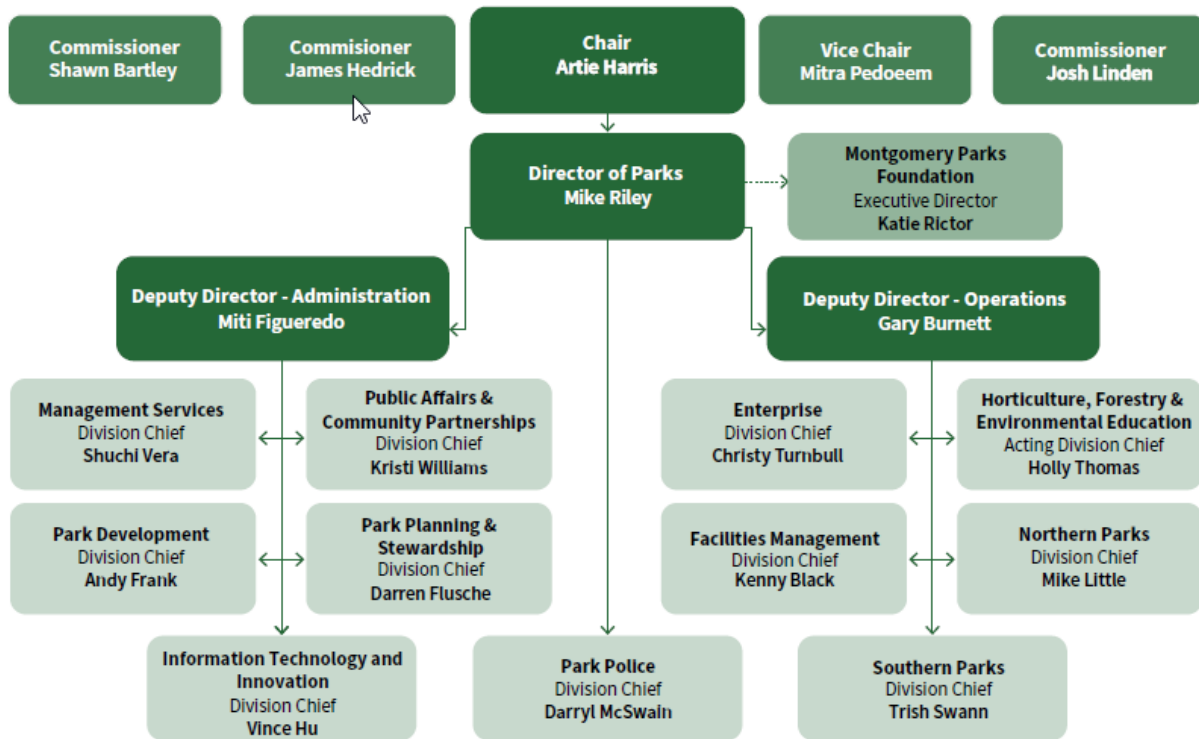 Commissioner
Shawn Bartley
Commisioner
James Hedrick
Chair
Artie Harris
Vice Chair
Mitra Pedoeem
Commissioner
Josh Linden
Director of Parks
Mike Riley
Montgomery Parks
Foundation
Executive Director
Katie Rictor
Deputy Director - Administration
Miti Figueredo
Deputy Director - Operations
Gary Burnett
Management Services
Division Chief
Shuchi Vera
Public Affairs &
Community Partnerships
Division Chief
Kristi Williams
Enterprise
Division Chief
Christy Turnbull
Horticulture, Forestry &
Environmental Education
Acting Division Chief
Holly Thomas
Park Development
Division Chief
Andy Frank
Park Planning &
Stewardship
Division Chief
Darren Flusche
Facilities Management
Division Chief
Kenny Black
Northern Parks
Division Chief
Mike Little
Information Technology and
Innovation
Division Chief
Vince Hu
Park Police
Division Chief
Darryl McSwain
Southern Parks
Division Chief
Trish Swann